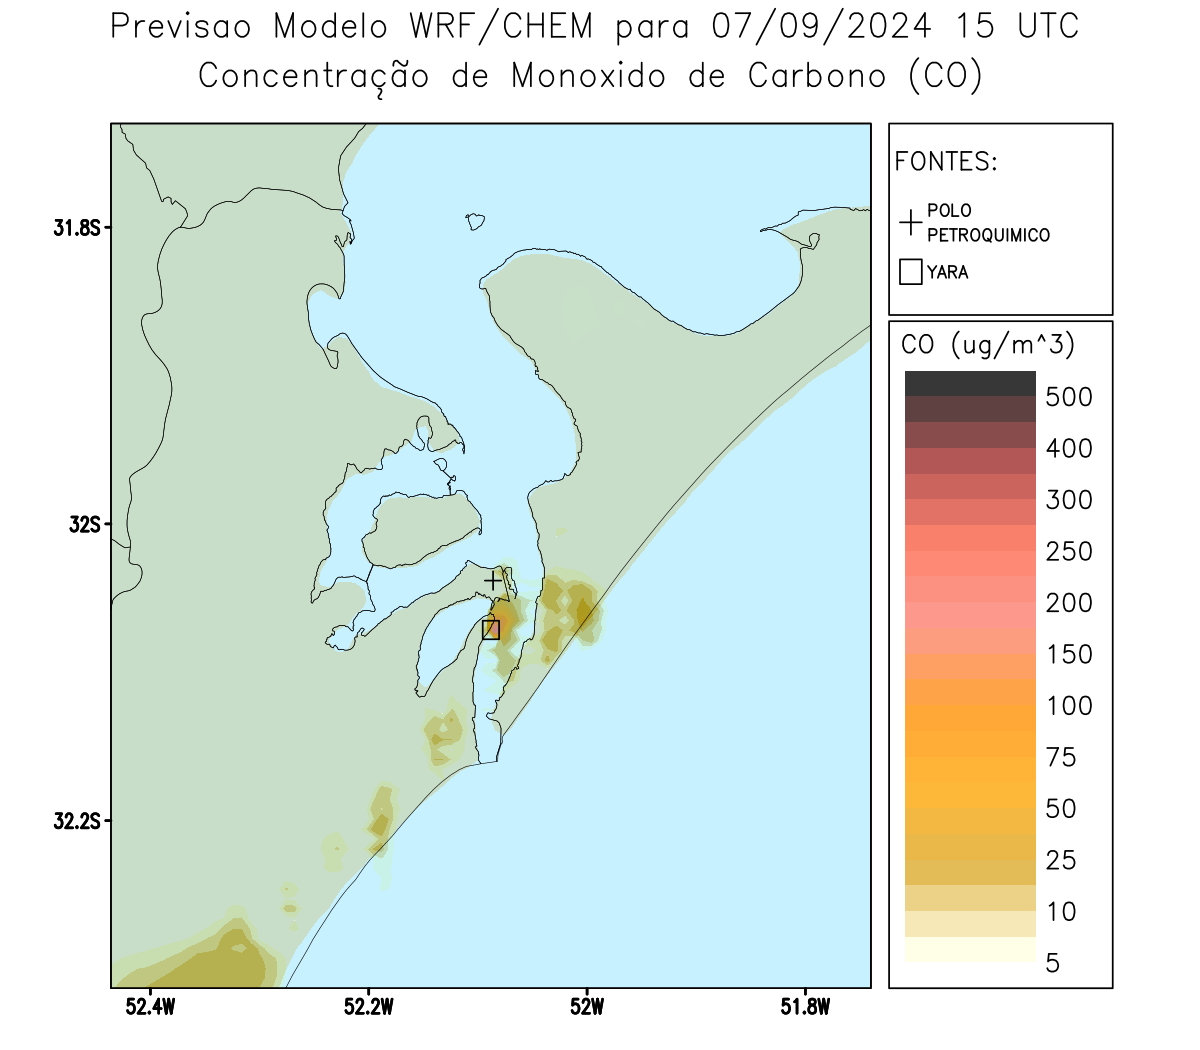 Previsao Modelo WRF/CHEM para 07/09/2024 15 UTC
Concentração de Monoxido de Carbono (CO)
FONTES:
POLO
PETROQUIMICO
YARA
CO (ug/m^3)
500
400
300
250
200
150
100
75
50
25
10
5
31.8S
32S
32.2S
52.4W
52.2W
52W
51.8W